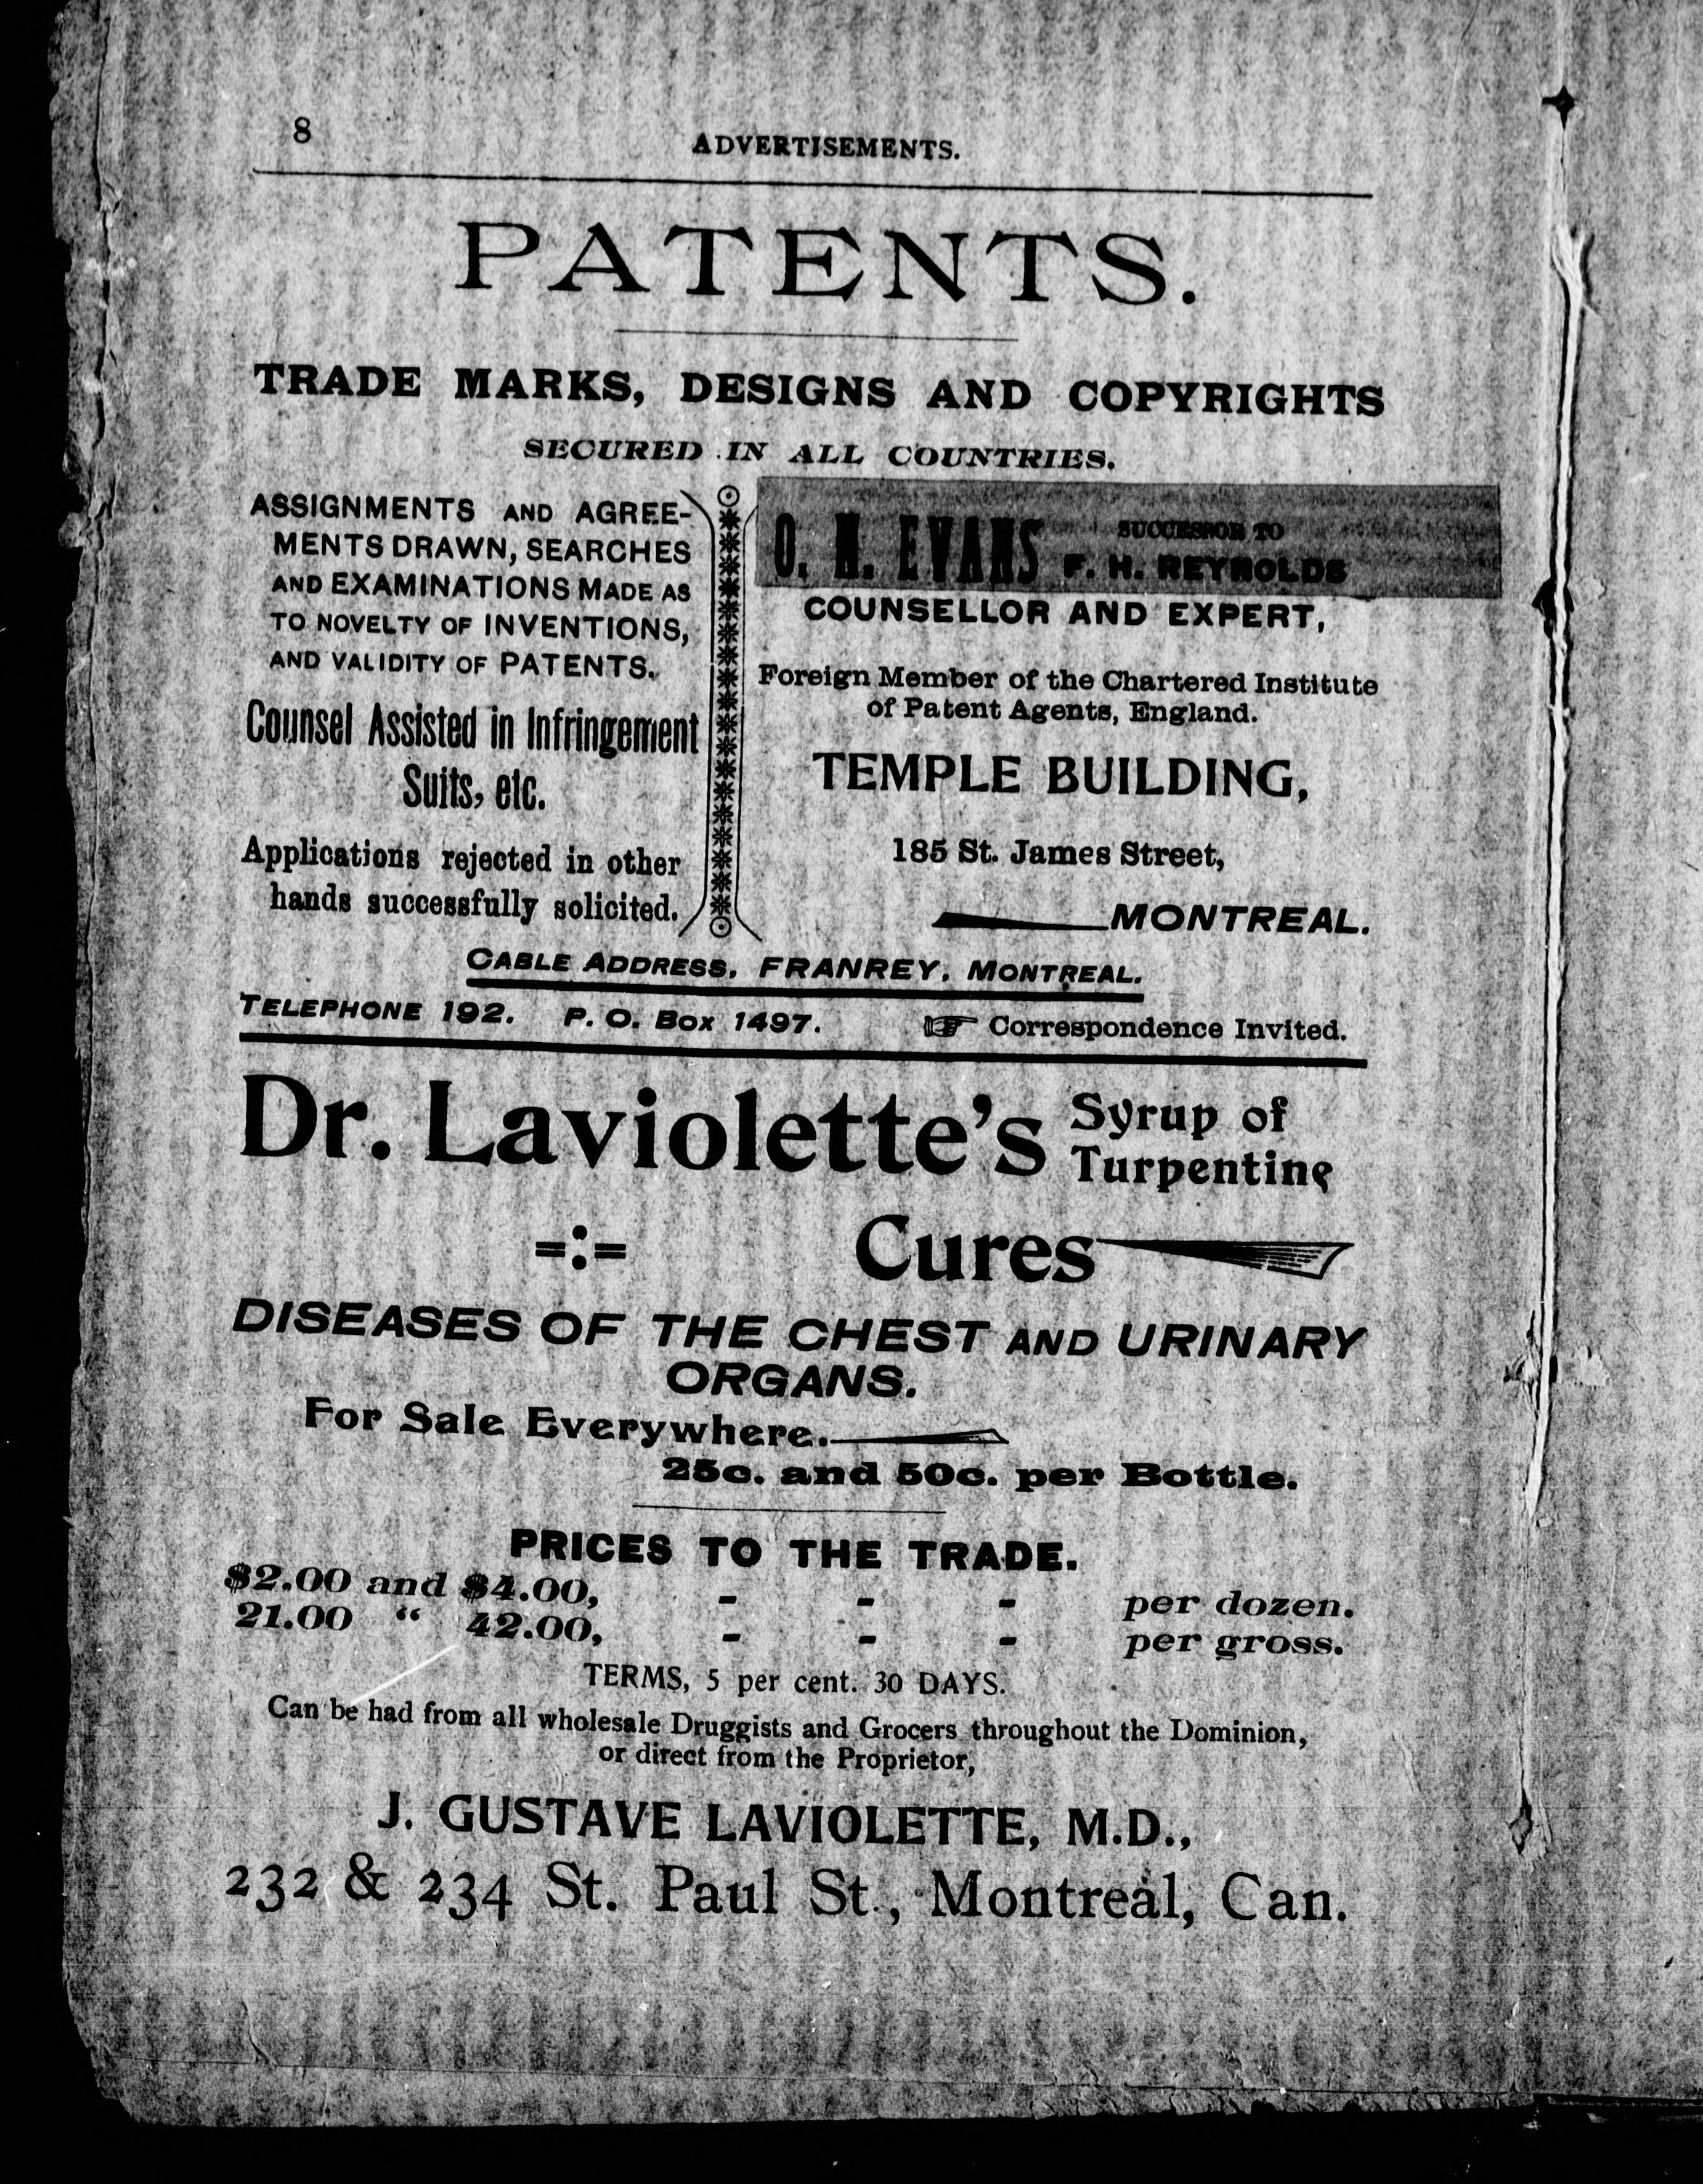 8
ADVERTISEMENTS.
PATENTS.
TRADE MARKS, DESIGNS AND COPYRIGHTS
SECURED IN ALL COUNTRIES.
ASSIGNMENTS AND AGREE-
MENTS DRAWN, SEARCHES
AND EXAMINATIONS MADE AS
TO NOVELTY OF INVENTIONS,
AND VALIDITY OF PATENTS.
Counsel Assisted in Infringement
Suits, etc.
Applications rejected in other
hands successfully solicited.
O. N. EVANS
SUCCESSOR TO
F. H. REYNOLDS
COUNSELLOR AND EXPERT,
Foreign Member of the Chartered Institute
of Patent Agents, England.
TEMPLE BUILDING,
185 St. James Street,
MONTREAL.
CABLE ADDRESS, FRANREY, MONTREAL.
TELEPHONE 192. P. O. Box 1497. ☞ Correspondence Invited.
Dr. Laviolette's Syrup of
Turpentine
=:= Cures
DISEASES OF THE CHEST AND URINARY
ORGANS.
For Sale Everywhere.
25c. and 50c. per Bottle.
PRICES TO THE TRADE.
$2.00 and $4.00, - - - per dozen.
21.00 “ 42.00, - - - per gross.
TERMS, 5 per cent. 30 DAYS.
Can be had from all wholesale Druggists and Grocers throughout the Dominion,
or direct from the Proprietor,
J. GUSTAVE LAVIOLETTE, M.D.,
232 & 234 St. Paul St., Montreal, Can.